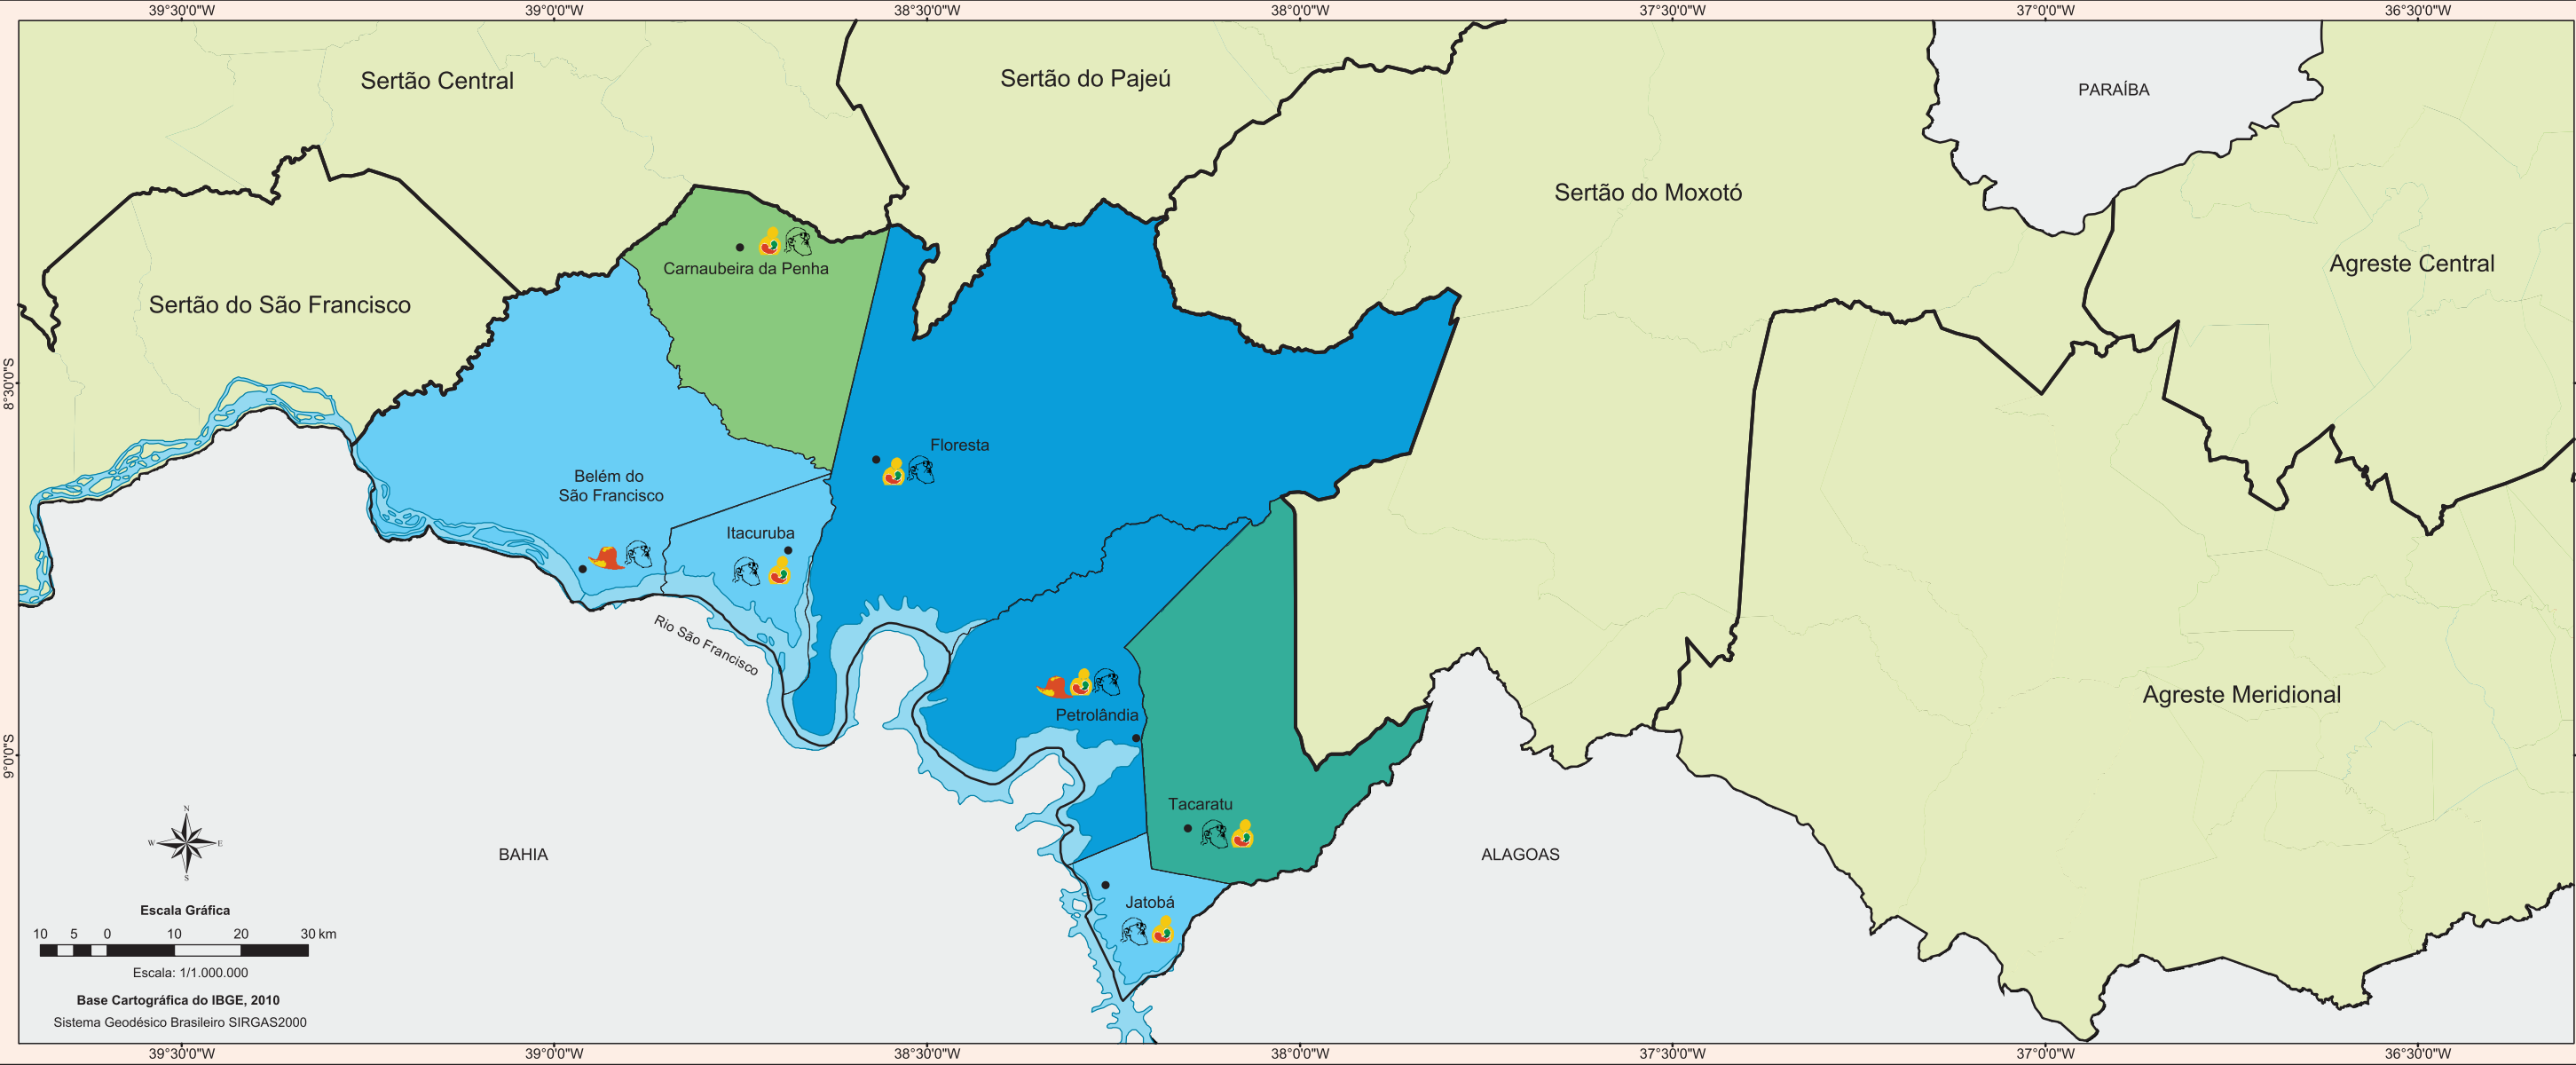 39°30'0"W
39°0'0"W
38°30'0"W
38°0'0"W
37°30'0"W
37°0'0"W
36°30'0"W
Sertão Central
Sertão do Pajeú
PARAÍBA
Sertão do Moxotó
Carnaubeira da Penha
Agreste Central
Sertão do São Francisco
8°30'0"S
Floresta
Belém do
São Francisco
Itacuruba
Rio São Francisco
Agreste Meridional
Petrolândia
9°0'0"S
Tacaratu
N
W
E
S
BAHIA
ALAGOAS
Jatobá
Escala Gráfica
10 5 0 10 20 30 km
Escala: 1/1.000.000
Base Cartográfica do IBGE, 2010
Sistema Geodésico Brasileiro SIRGAS2000
39°30'0"W
39°0'0"W
38°30'0"W
38°0'0"W
37°30'0"W
37°0'0"W
36°30'0"W